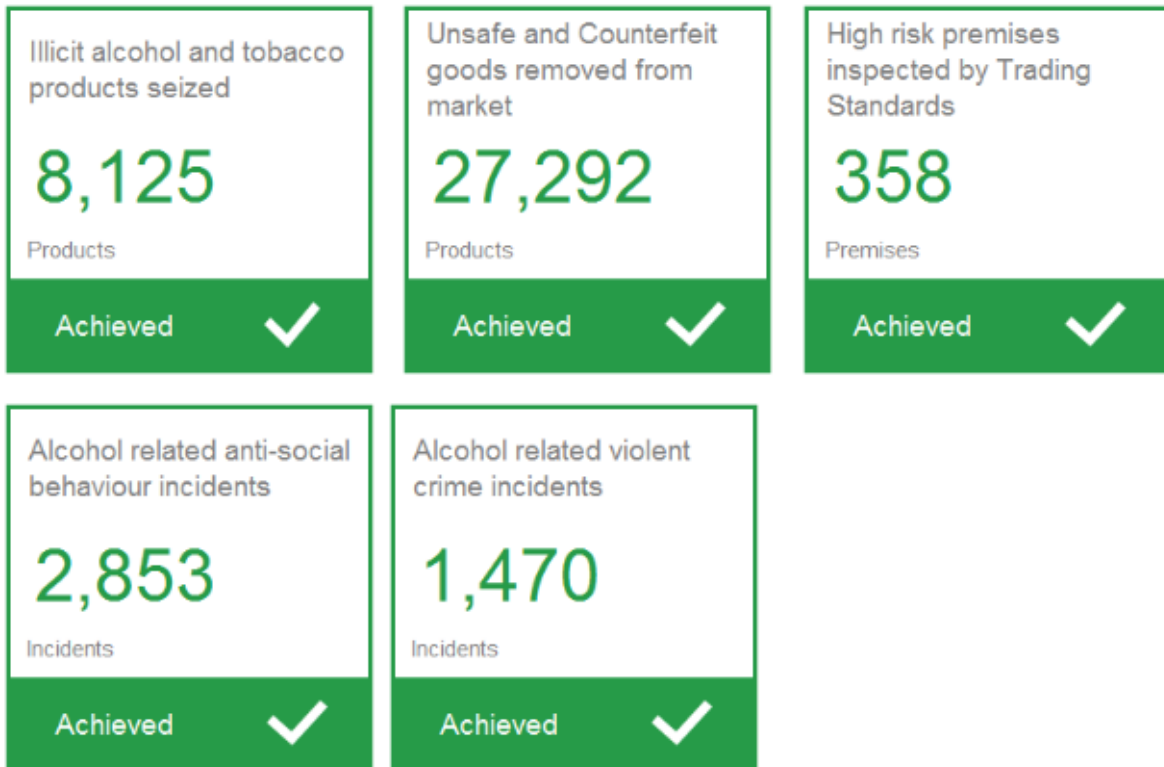 Illicit alcohol and tobacco
products seized
8,125
Products
Achieved
Unsafe and Counterfeit
goods removed from
market
27,292
Products
Achieved
High risk premises
inspected by Trading
Standards
358
Premises
Achieved
Alcohol related anti-social
behaviour incidents
2,853
Incidents
Achieved
Alcohol related violent
crime incidents
1,470
Incidents
Achieved